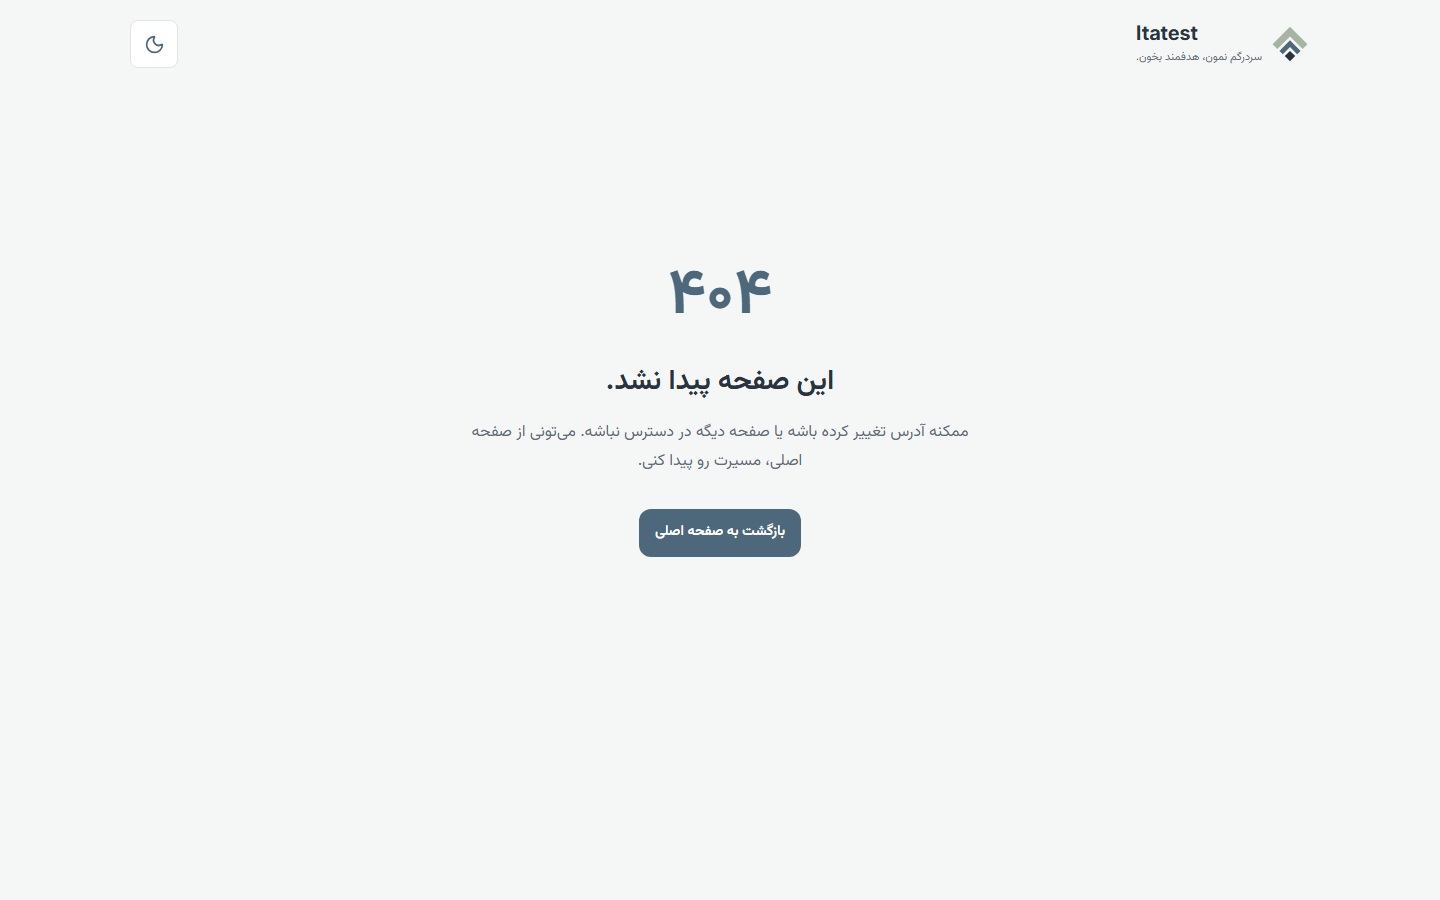 Itatest
سردرگم نمون، هدفمند بخون.
۴۰۴
این صفحه پیدا نشد.
ممکنه آدرس تغییر کرده باشه یا صفحه دیگه در دسترس نباشه. می‌تونی از صفحه
اصلی، مسیرت رو پیدا کنی.
بازگشت به صفحه اصلی